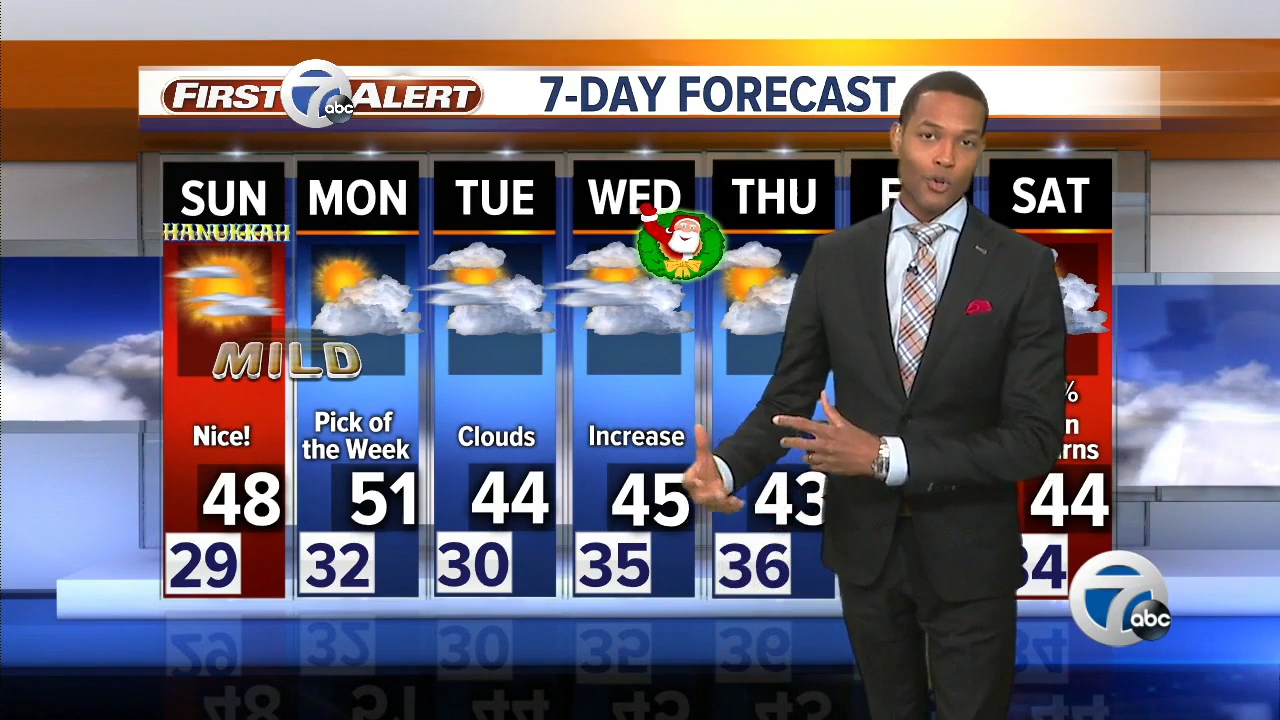 FIRST 7 abc ALERT
7-DAY FORECAST
SUN MON TUE WED THU F SAT
HANUKKAH
MILD
Nice!
Pick of
the Week
Clouds
Increase
%
48 51 44 45 43 44
29 32 30 35 36 34
7 abc